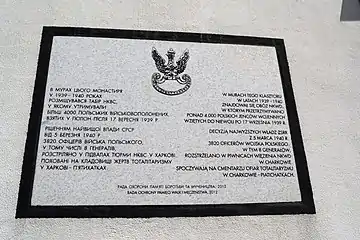 В МУРАХ ЦЬОГО МОНАСТИРЯ
У 1939 - 1940 РОКАХ
РОЗМІЩУВАВСЯ ТАБІР НКВС,
У ЯКОМУ УТРИМУВАЛИ
БІЛЬШ 4000 ПОЛЬСЬКИХ ВІЙСЬКОВОПОЛОНЕНИХ,
ВЗЯТИХ У ПОЛОН ПІСЛЯ 17 ВЕРЕСНЯ 1939 Г.
РІШЕННЯМ НАЙВИЩОЇ ВЛАДИ СРСР
ВІД 5 БЕРЕЗНЯ 1940 Г.
3820 ОФІЦЕРІВ ВІЙСЬКА ПОЛЬСЬКОГО,
У ТОМУ ЧИСЛІ 8 ГЕНЕРАЛІВ,
РОЗСТРІЛЯНО У ПІДВАЛАХ ТЮРМИ НКВС У ХАРКОВІ.
ПОХОВАНІ НА КЛАДОВИЩІ ЖЕРТВ ТОТАЛІТАРИЗМУ
У ХАРКОВІ - П'ЯТИХАТКАХ
W MURACH TEGO KLASZTORU
W LATACH 1939 -1940
ZNAJDOWAŁ SIĘ OBÓZ NKWD,
W KTÓRYM PRZETRZYMYWANO
PONAD 4.000 POLSKICH JEŃCÓW WOJENNYCH
WZIĘTYCH DO NIEWOLI PO 17 WRZEŚNIA 1939 R.
DECYZJĄ NAJWYŻSZYCH WŁADZ ZSRR
Z 5 MARCA 1940 R.
3820 OFICERÓW WOJSKA POLSKIEGO,
W TYM 8 GENERAŁÓW,
ROZSTRZELANO W PIWNICACH WIĘZIENIA NKWD
W CHARKOWIE.
SPOCZYWAJĄ NA CMENTARZU OFIAR TOTALITARYZMU
W CHARKOWIE - PIATICHATKACH.
РАДА ОХОРОНИ ПАМ'ЯТІ БОРОТЬБИ ТА МУЧЕНИЦТВА, 2012
RADA OCHRONY PAMIĘCI WALK I MĘCZEŃSTWA, 2012